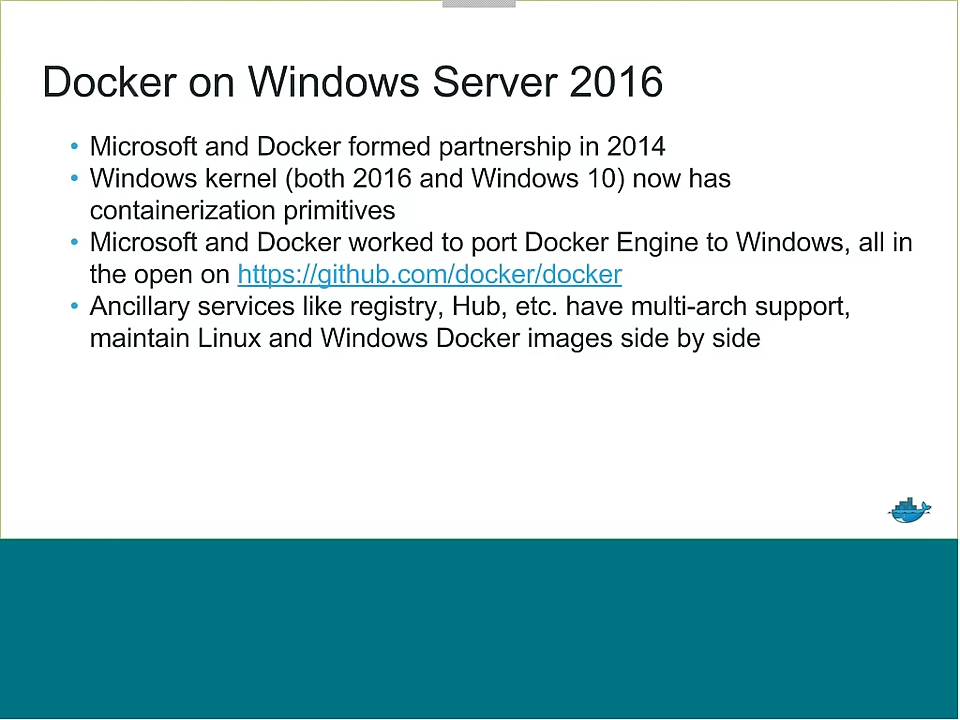 Docker on Windows Server 2016
• Microsoft and Docker formed partnership in 2014
• Windows kernel (both 2016 and Windows 10) now has
containerization primitives
• Microsoft and Docker worked to port Docker Engine to Windows, all in
the open on https://github.com/docker/docker
• Ancillary services like registry, Hub, etc. have multi-arch support,
maintain Linux and Windows Docker images side by side